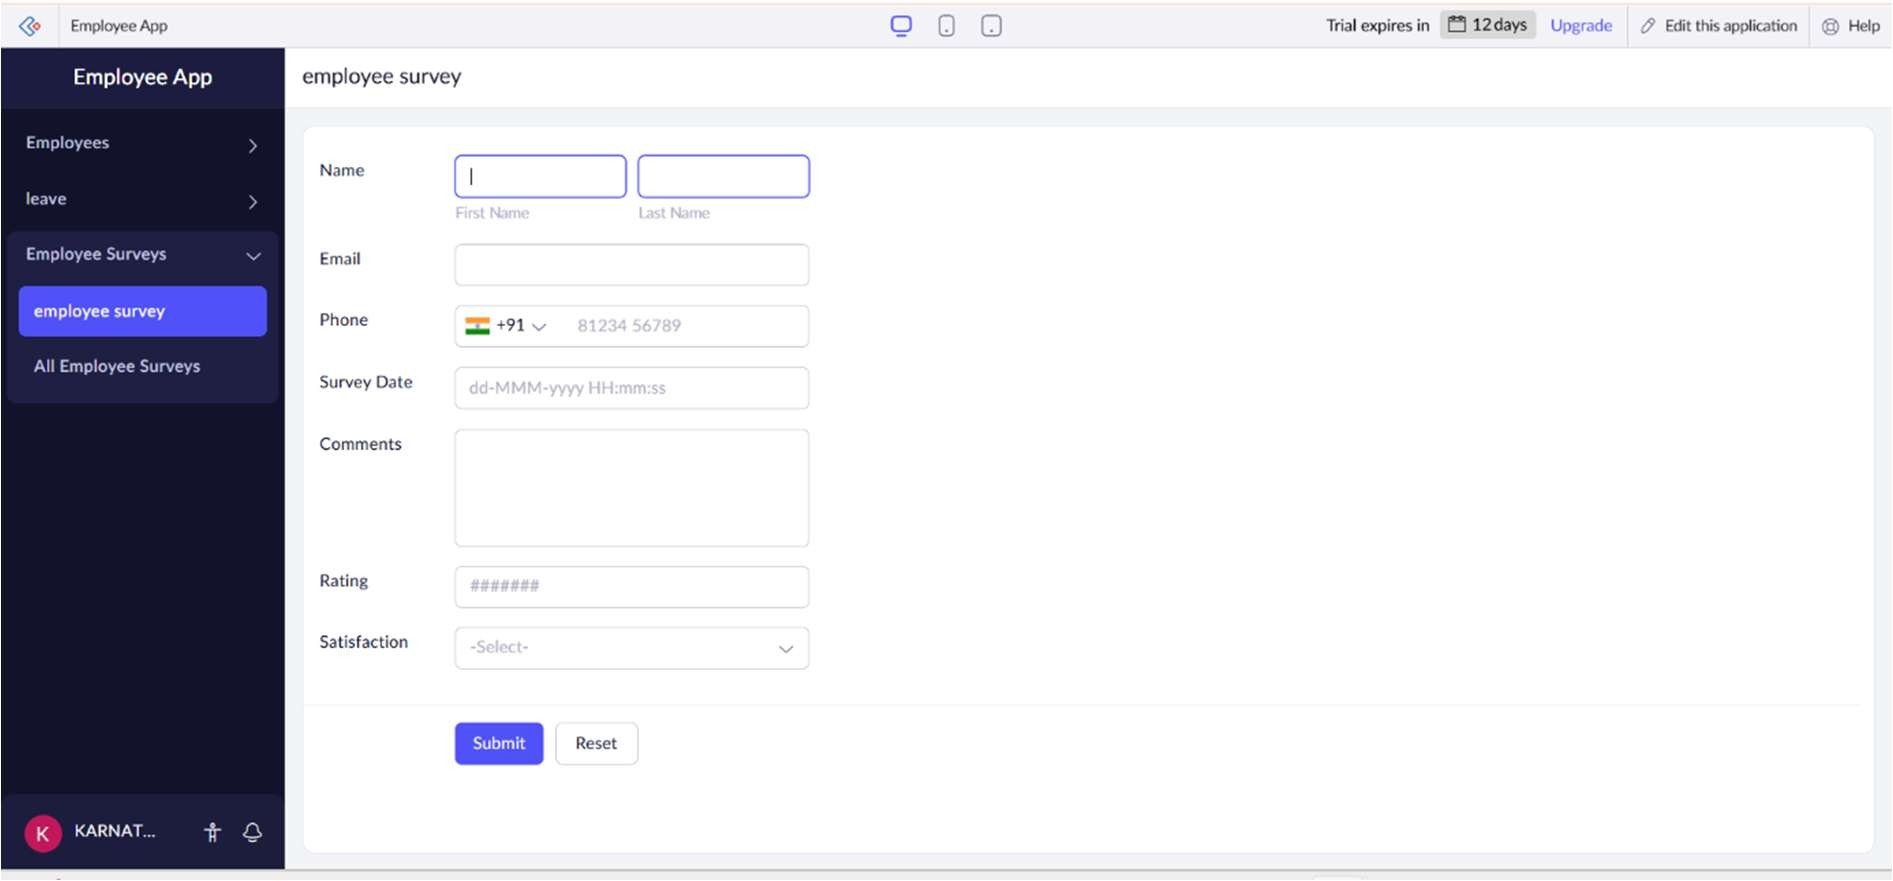 Employee App
Trial expires in 12 days Upgrade Edit this application Help
Employee App
employee survey
Employees
leave
Employee Surveys
employee survey
All Employee Surveys
Name
First Name Last Name
Email
Phone +91 81234 56789
Survey Date dd-MMM-yyyy HH:mm:ss
Comments
Rating #######
Satisfaction -Select-
Submit Reset
K KARNAT...